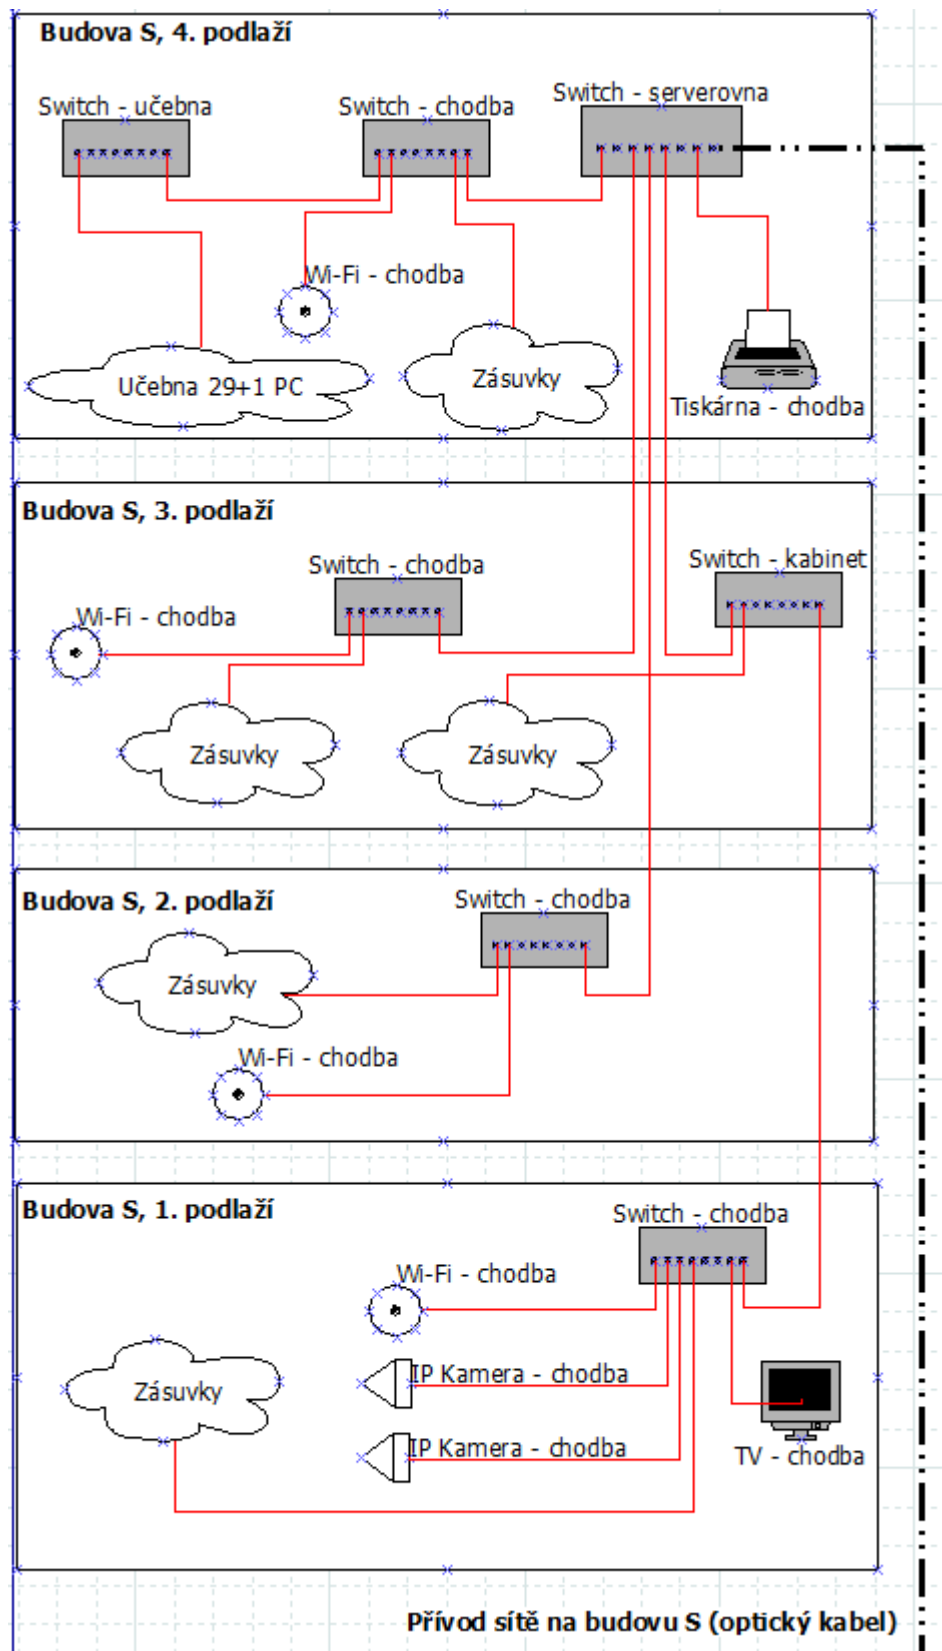 Budova S, 4. podlaží
Switch - učebna
Switch - chodba
Switch - serverovna
Wi-Fi - chodba
Učebna 29+1 PC
Zásuvky
Tiskárna - chodba
Budova S, 3. podlaží
Switch - chodba
Switch - kabinet
Wi-Fi - chodba
Zásuvky
Zásuvky
Budova S, 2. podlaží
Switch - chodba
Zásuvky
Wi-Fi - chodba
Budova S, 1. podlaží
Switch - chodba
Wi-Fi - chodba
IP Kamera - chodba
Zásuvky
IP Kamera - chodba
TV - chodba
Přívod sítě na budovu S (optický kabel)